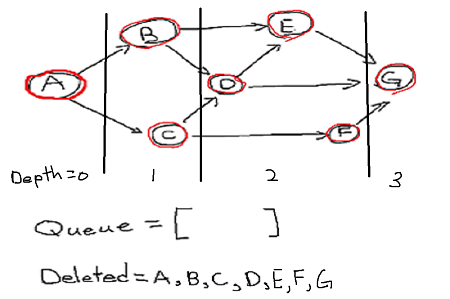 B E
A D G
C F
Depth=0 1 2 3
Queue = [ ]
Deleted = A, B, C, D, E, F, G